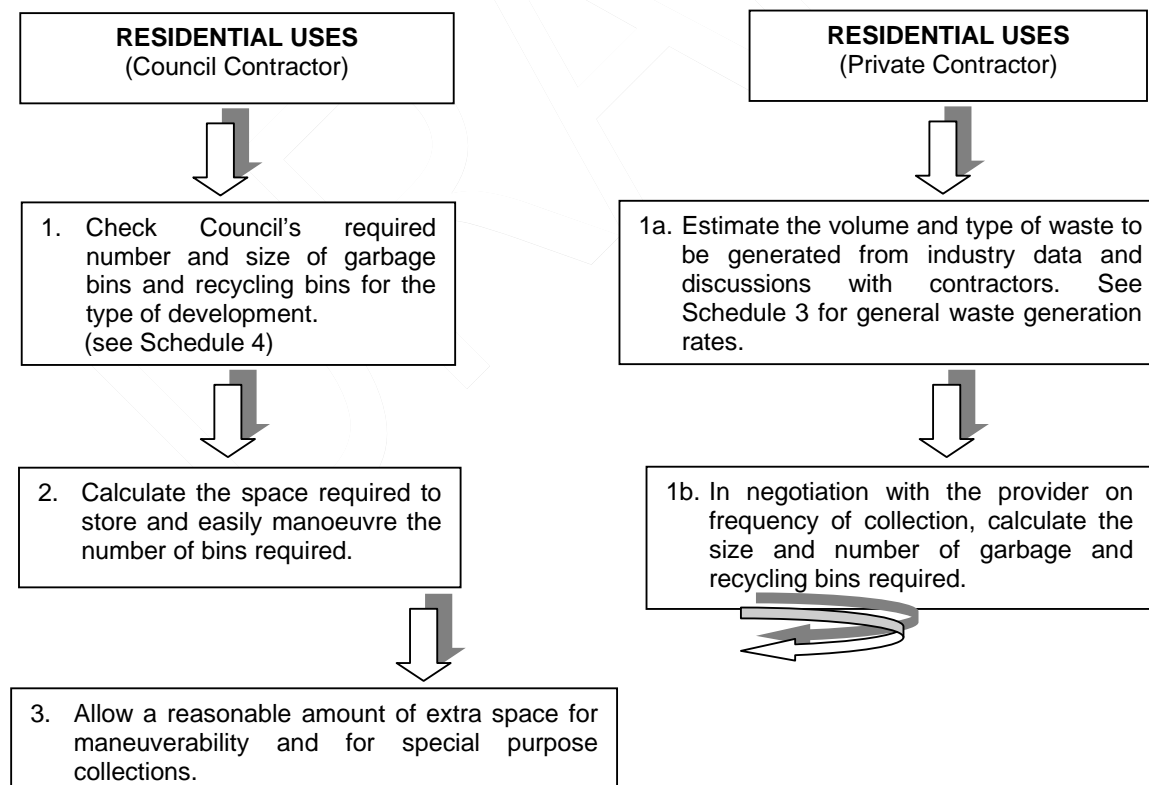 RESIDENTIAL USES
(Council Contractor)
1. Check Council’s required
number and size of garbage
bins and recycling bins for the
type of development.
(see Schedule 4)
2. Calculate the space required to
store and easily manoeuvre the
number of bins required.
3. Allow a reasonable amount of extra space for
maneuverability and for special purpose
collections.
RESIDENTIAL USES
(Private Contractor)
1a. Estimate the volume and type of waste to
be generated from industry data and
discussions with contractors. See
Schedule 3 for general waste generation
rates.
1b. In negotiation with the provider on
frequency of collection, calculate the
size and number of garbage and
recycling bins required.